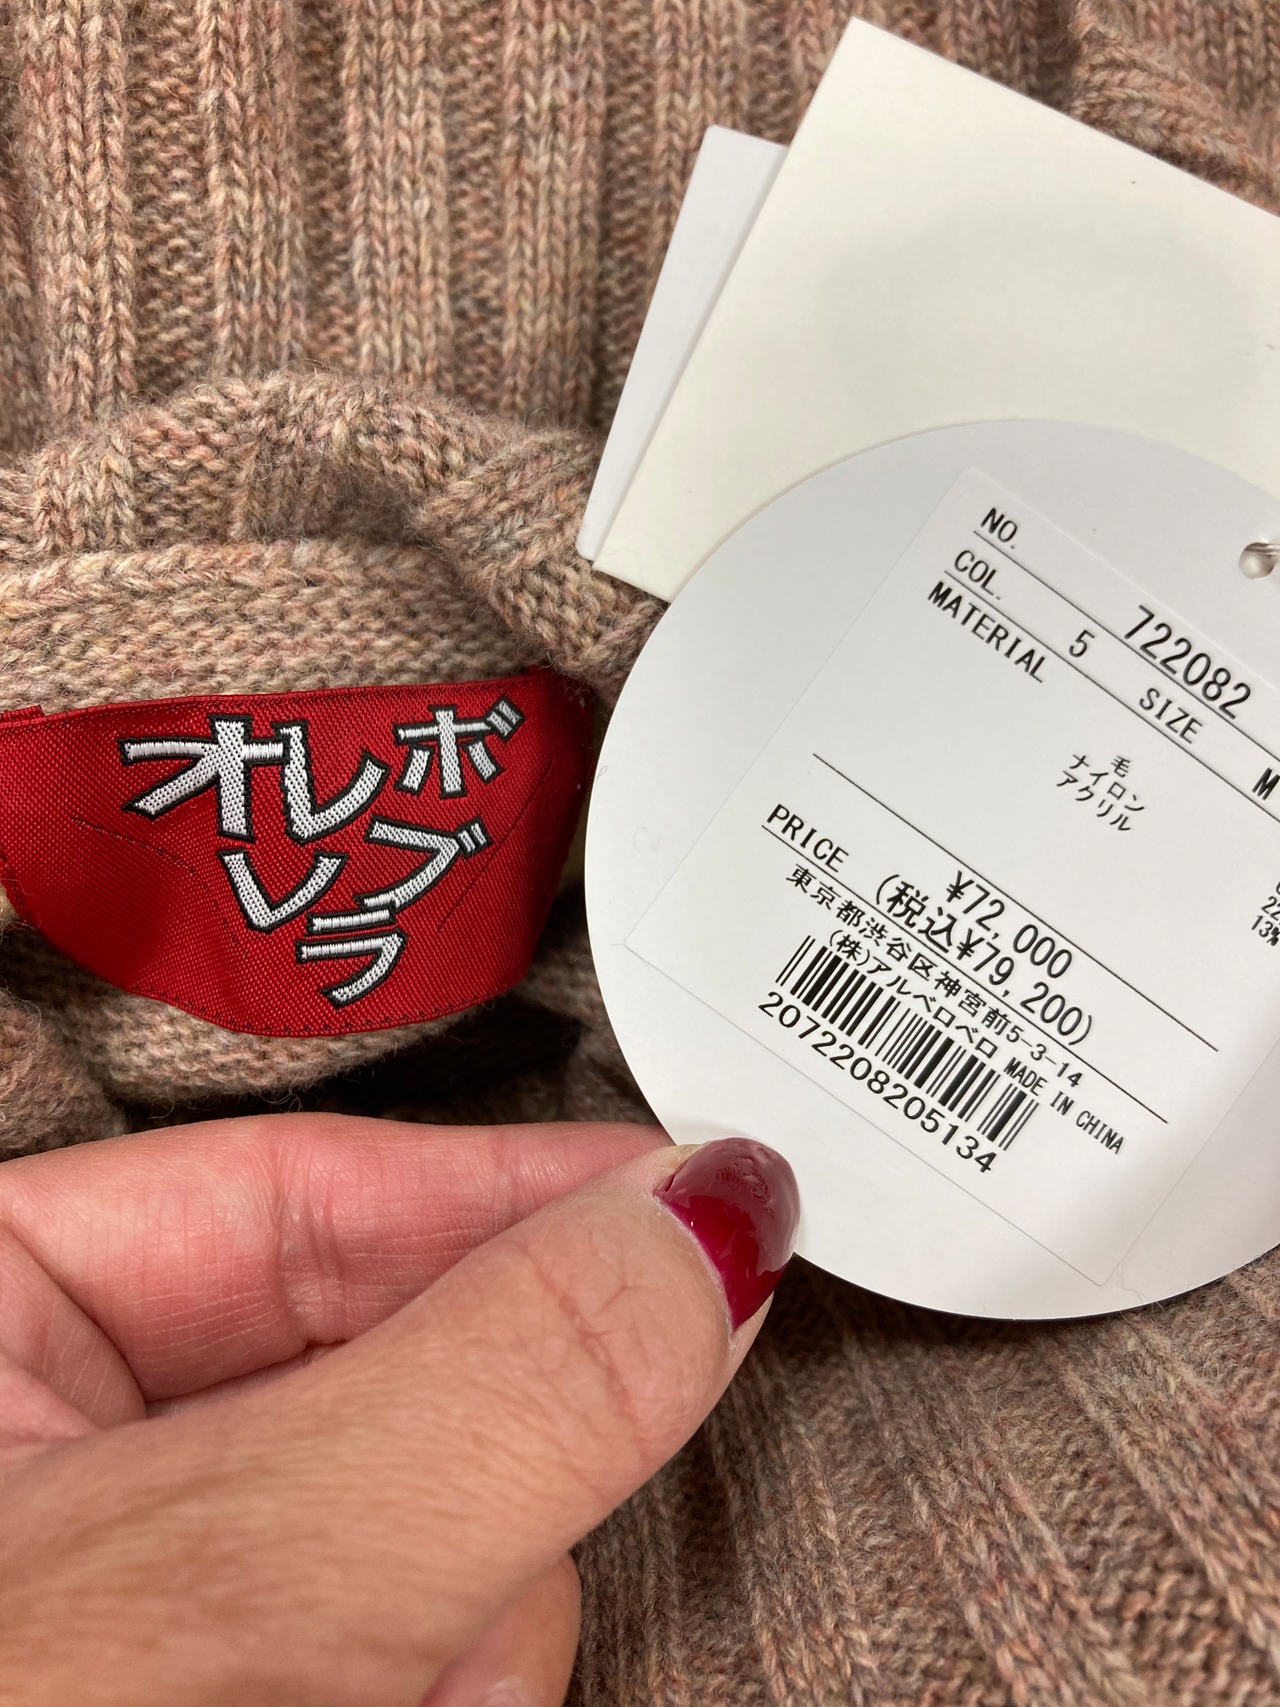 ボ
ブ
ラ
オレ
レ
NO. 722082
COL. 5 SIZE M
MATERIAL
毛
ナイロン 22
アクリル 13%
PRICE ¥72,000
(税込¥79,200)
東京都渋谷区神宮前5-3-14
(株)アルベロベロ MADE IN CHINA
2072208205134